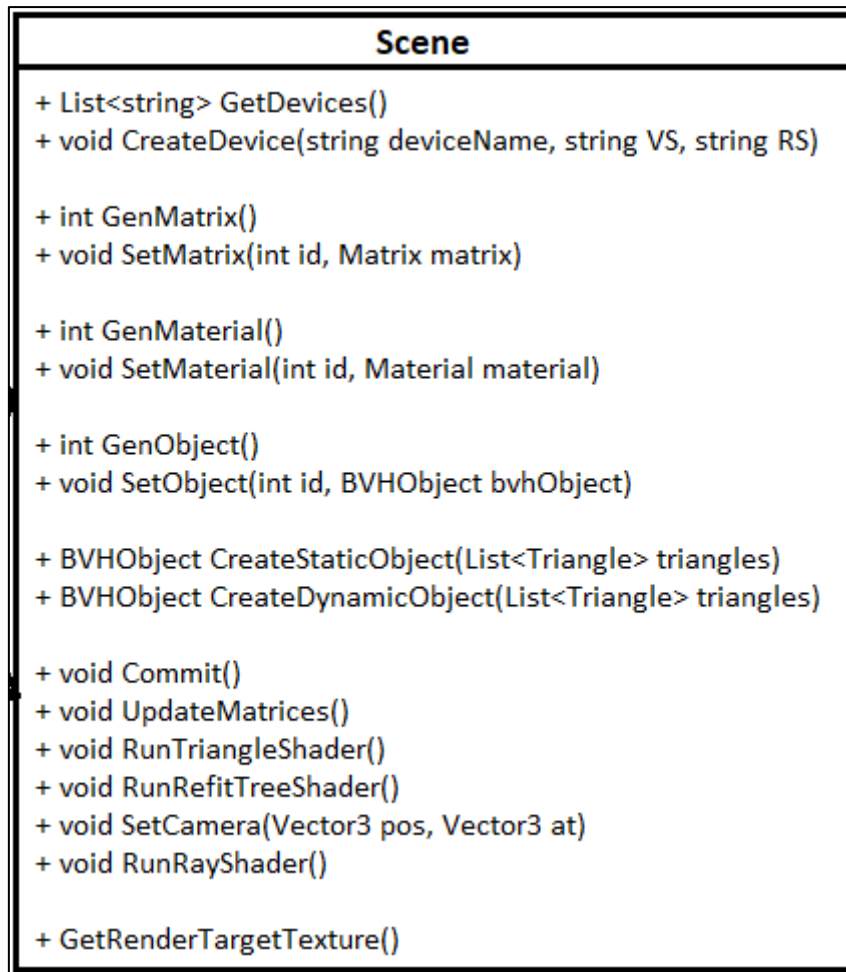 Scene
+ List<string> GetDevices()
+ void CreateDevice(string deviceName, string VS, string RS)
+ int GenMatrix()
+ void SetMatrix(int id, Matrix matrix)
+ int GenMaterial()
+ void SetMaterial(int id, Material material)
+ int GenObject()
+ void SetObject(int id, BVHObject bvhObject)
+ BVHObject CreateStaticObject(List<Triangle> triangles)
+ BVHObject CreateDynamicObject(List<Triangle> triangles)
+ void Commit()
+ void UpdateMatrices()
+ void RunTriangleShader()
+ void RunRefitTreeShader()
+ void SetCamera(Vector3 pos, Vector3 at)
+ void RunRayShader()
+ GetRenderTargetTexture()